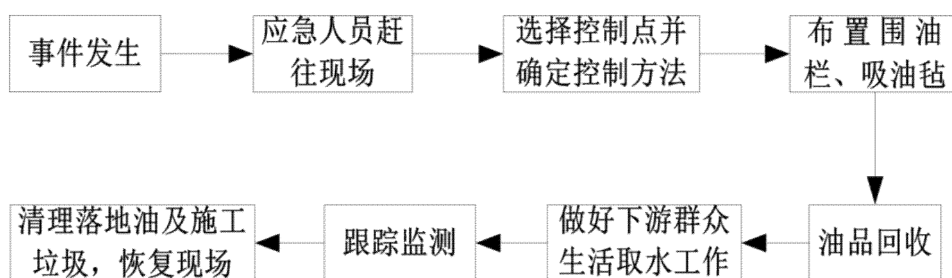 事件发生
应急人员赶
往现场
选择控制点并
确定控制方法
布置围油
栏、吸油毡
油品回收
做好下游群众
生活取水工作
跟踪监测
清理落地油及施工
垃圾，恢复现场